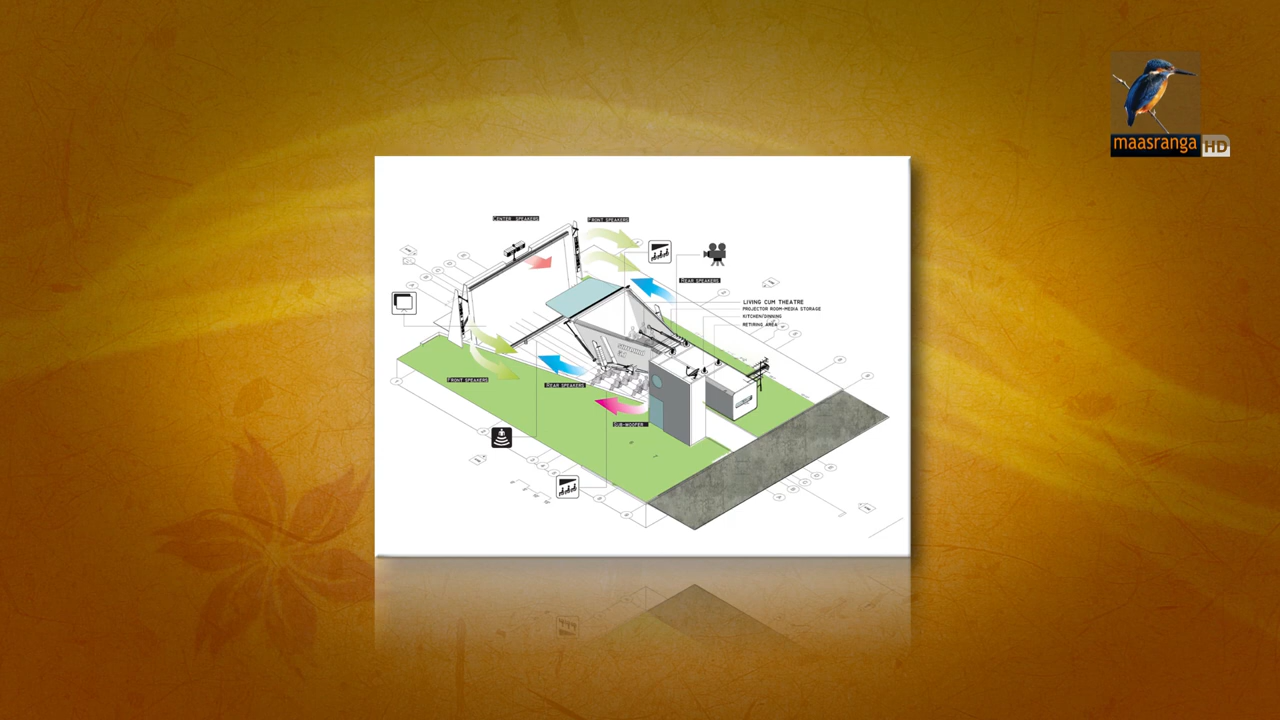 maasranga HD
CENTER SPEAKERS
FRONT SPEAKERS
REAR SPEAKERS
LIVING CUM THEATRE
PROJECTOR ROOM-MEDIA STORAGE
KITCHEN/DINNING
RETIRING AREA
FRONT SPEAKERS
REAR SPEAKERS
SUB-WOOFER